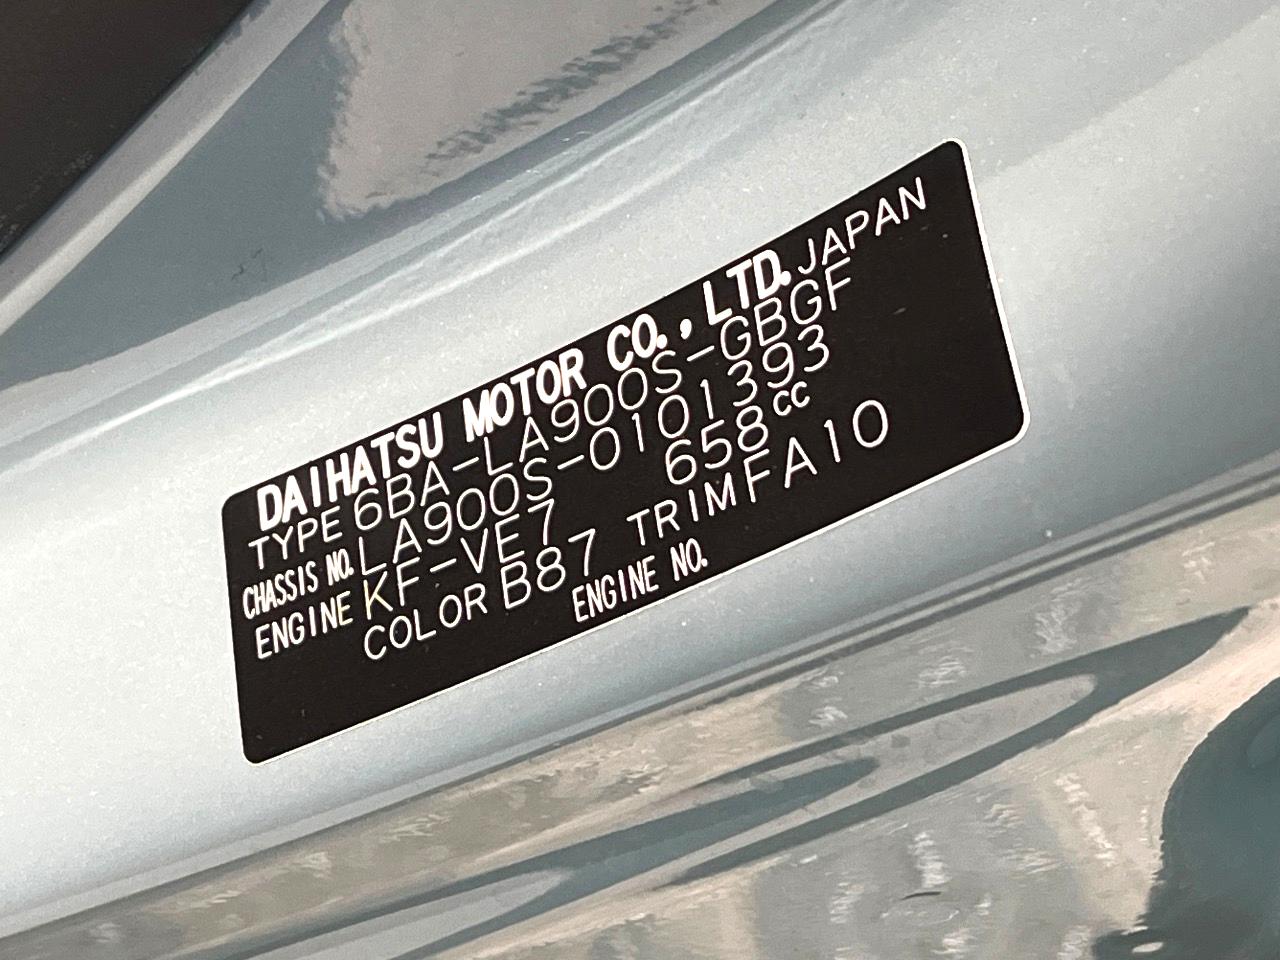 DAIHATSU MOTOR CO., LTD. JAPAN
TYPE 6BA-LA900S-GBGF
CHASSIS NO. LA900S-0101393
ENGINE KF-VE7 658cc
COLOR B87 TRIM FA10
ENGINE NO.